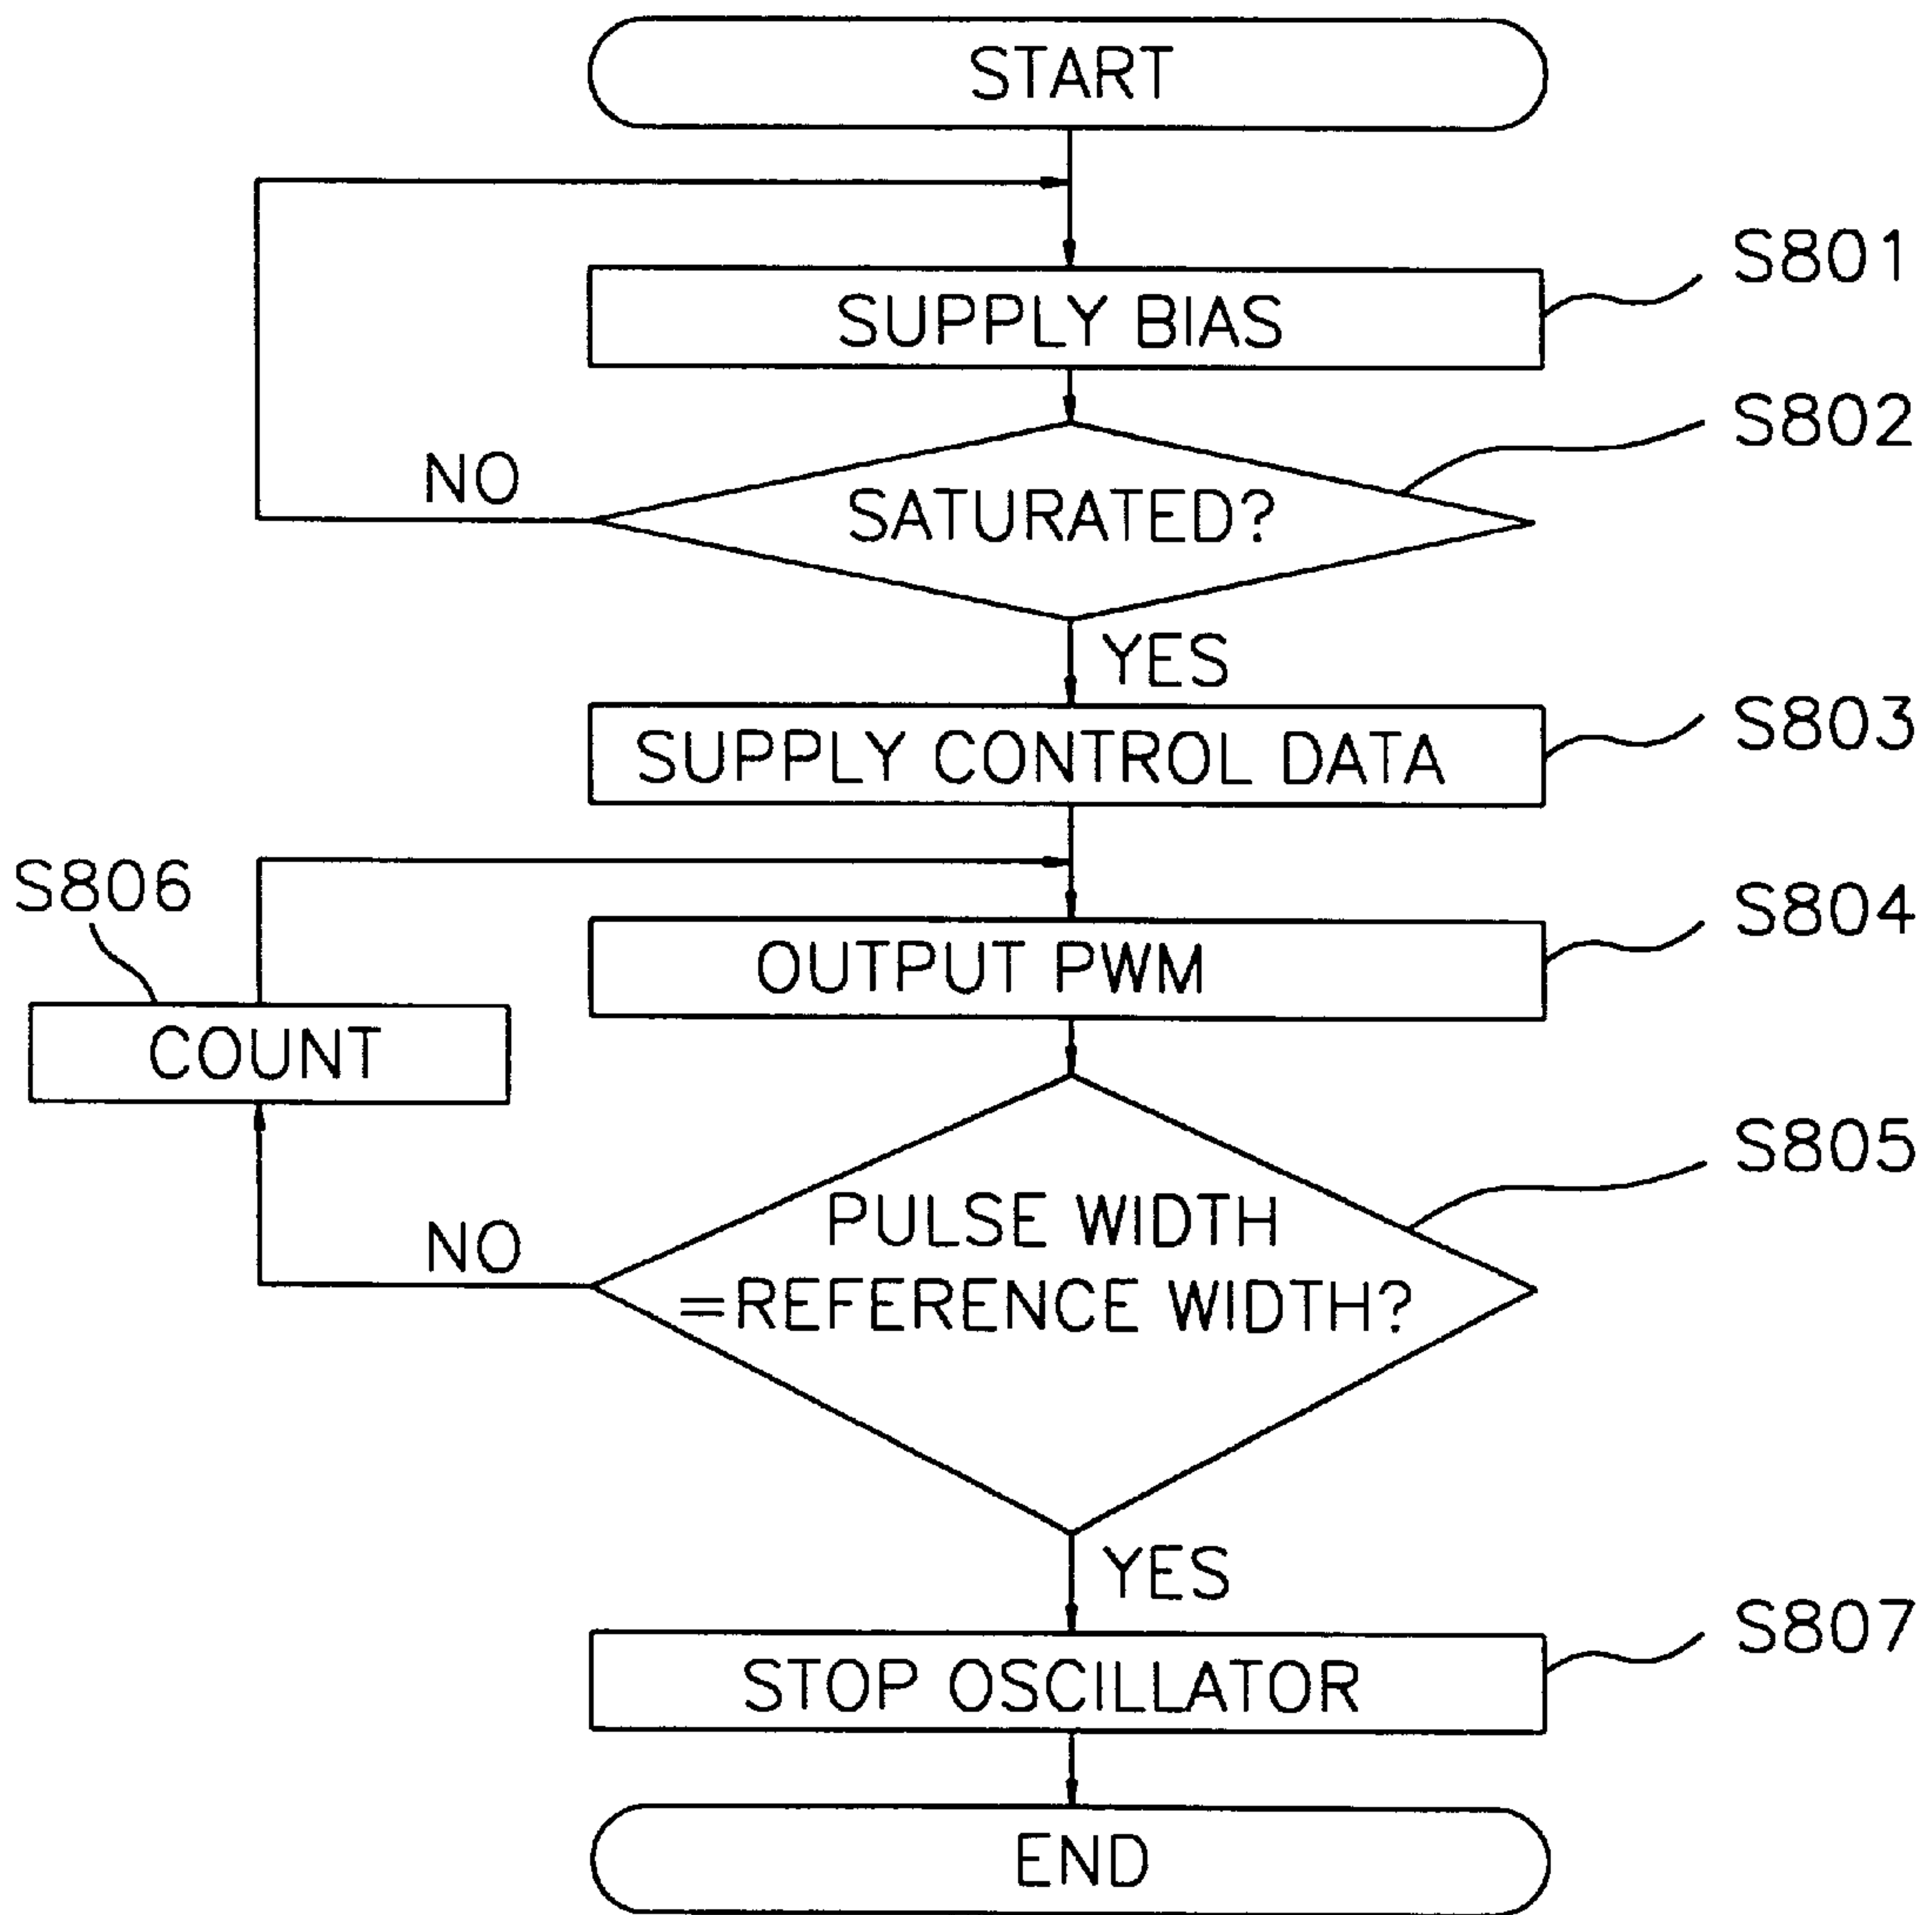 START
S801
SUPPLY BIAS
S802
NO
SATURATED?
YES
S803
SUPPLY CONTROL DATA
S806
S804
OUTPUT PWM
COUNT
S805
PULSE WIDTH
=REFERENCE WIDTH?
NO
YES
S807
STOP OSCILLATOR
END